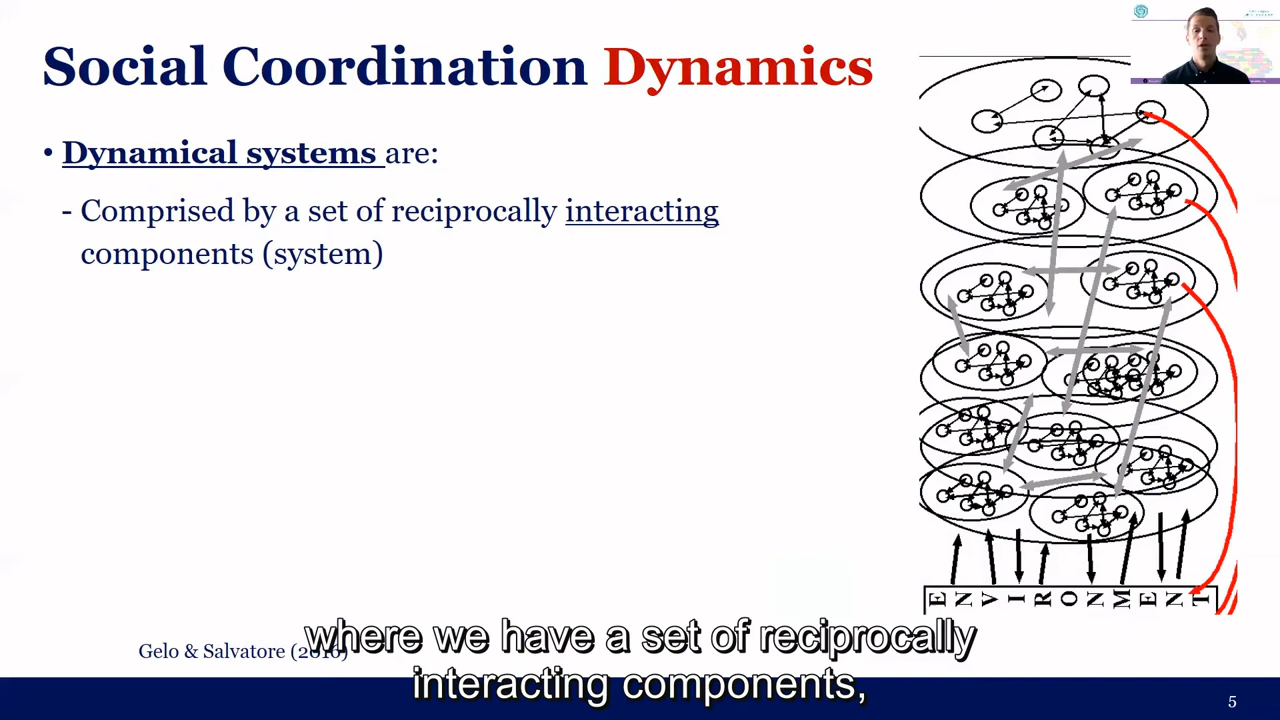 Social Coordination Dynamics
• Dynamical systems are:
- Comprised by a set of reciprocally interacting
components (system)
ENVIRONMENT
Gelo & Salvatore (2016)
where we have a set of reciprocally
interacting components,
5